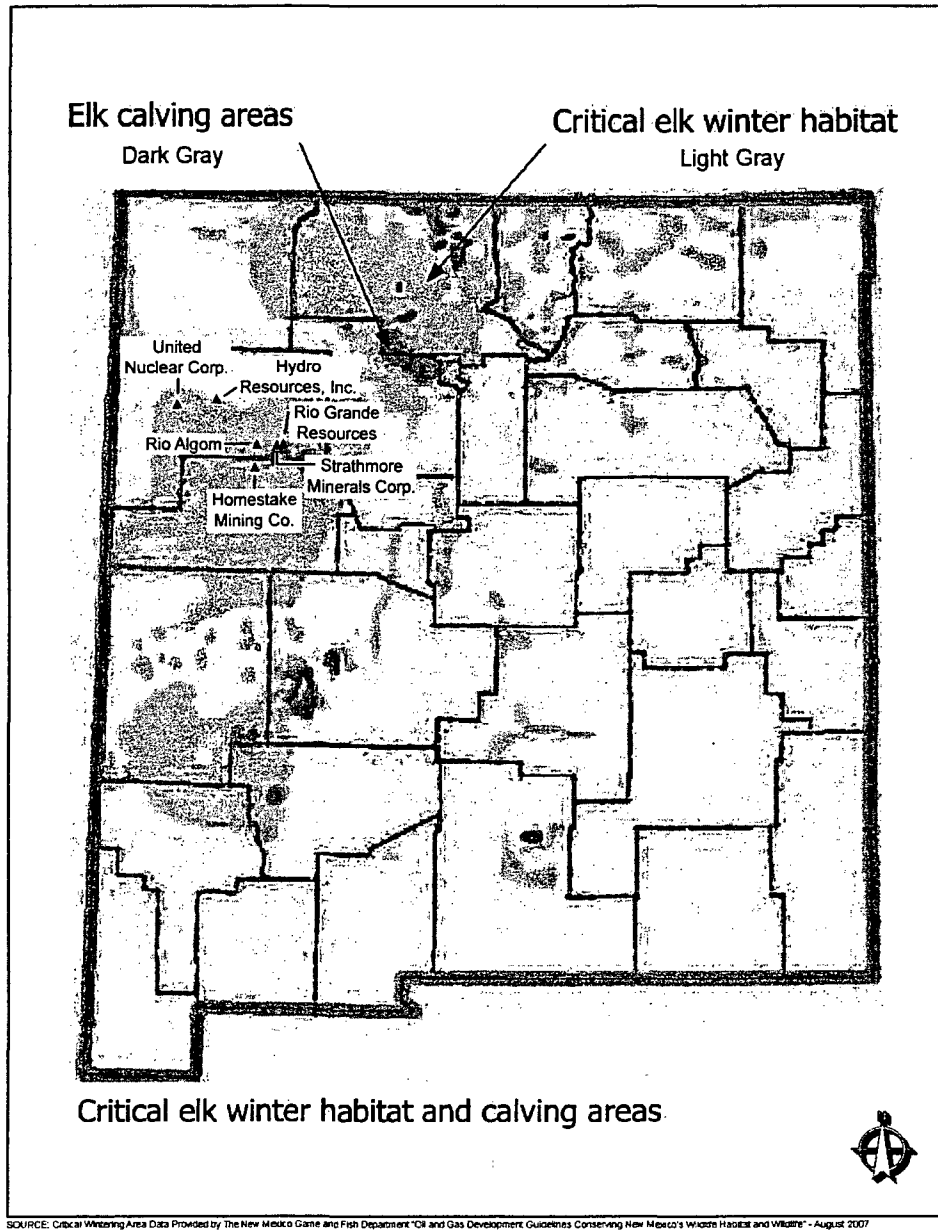 Elk calving areas
Dark Gray
Critical elk winter habitat
Light Gray
United
Nuclear Corp.
Hydro
Resources, Inc.
Rio Grande
Resources
Rio Algom
Strathmore
Minerals Corp.
Homestake
Mining Co.
Critical elk winter habitat and calving areas
N
SOURCE: Critical Wintering Area Data Provided by The New Mexico Game and Fish Department "Oil and Gas Development Guidelines Conserving New Mexico's Wildlife Habitat and Wildlife" - August 2007